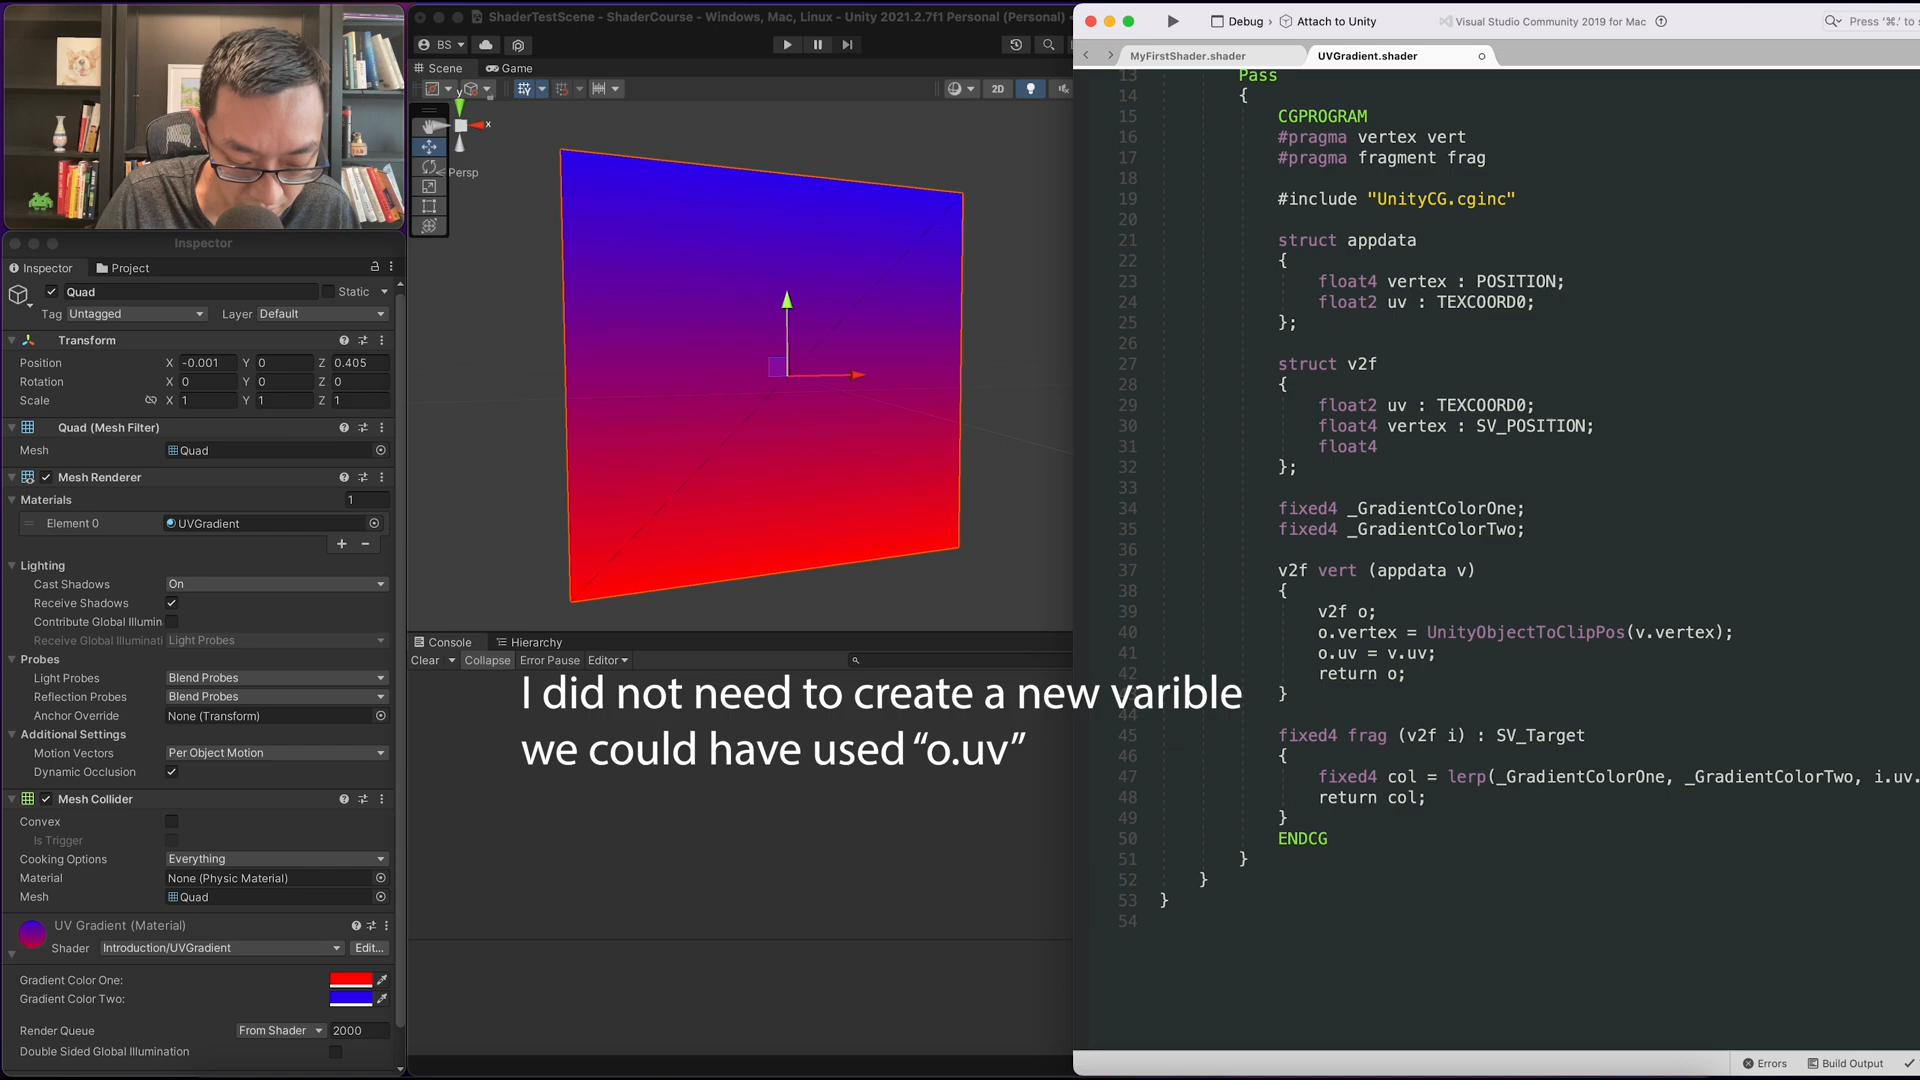 ShaderTestScene - ShaderCourse - Windows, Mac, Linux - Unity 2021.2.7f1 Personal (Personal)
BS
Scene
Game
2D
y
x
Persp
Inspector
Inspector
Project
Quad
Static
Tag Untagged Layer Default
Transform
Position X -0.001 Y 0 Z 0.405
Rotation X 0 Y 0 Z 0
Scale X 1 Y 1 Z 1
Quad (Mesh Filter)
Mesh Quad
Mesh Renderer
Materials 1
Element 0 UVGradient
Lighting
Cast Shadows On
Receive Shadows
Contribute Global Illumin
Receive Global Illuminati Light Probes
Probes
Light Probes Blend Probes
Reflection Probes Blend Probes
Anchor Override None (Transform)
Additional Settings
Motion Vectors Per Object Motion
Dynamic Occlusion
Mesh Collider
Convex
Is Trigger
Cooking Options Everything
Material None (Physic Material)
Mesh Quad
UV Gradient (Material)
Shader Introduction/UVGradient Edit...
Gradient Color One:
Gradient Color Two:
Render Queue From Shader 2000
Double Sided Global Illumination
Console
Hierarchy
Clear Collapse Error Pause Editor
I did not need to create a new varible
we could have used “o.uv”
Debug › Attach to Unity
Visual Studio Community 2019 for Mac
Press ‘⌘.’ to s
MyFirstShader.shader
UVGradient.shader
13 Pass
14 {
15 CGPROGRAM
16 #pragma vertex vert
17 #pragma fragment frag
18
19 #include "UnityCG.cginc"
20
21 struct appdata
22 {
23 float4 vertex : POSITION;
24 float2 uv : TEXCOORD0;
25 };
26
27 struct v2f
28 {
29 float2 uv : TEXCOORD0;
30 float4 vertex : SV_POSITION;
31 float4
32 };
33
34 fixed4 _GradientColorOne;
35 fixed4 _GradientColorTwo;
36
37 v2f vert (appdata v)
38 {
39 v2f o;
40 o.vertex = UnityObjectToClipPos(v.vertex);
41 o.uv = v.uv;
42 return o;
}
44
45 fixed4 frag (v2f i) : SV_Target
46 {
47 fixed4 col = lerp(_GradientColorOne, _GradientColorTwo, i.uv.
48 return col;
49 }
50 ENDCG
51 }
52 }
53 }
54
Errors
Build Output